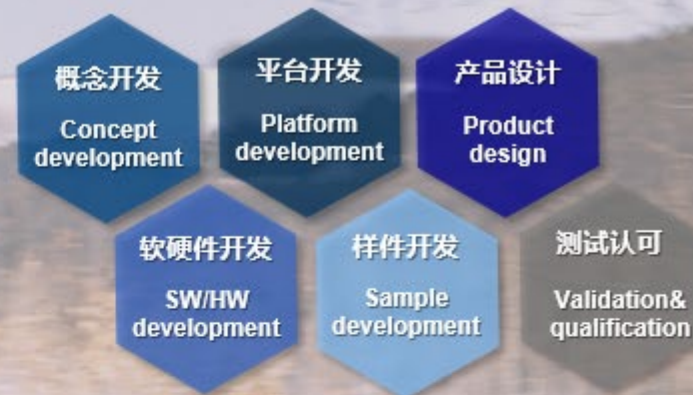 概念开发
Concept
development
平台开发
Platform
development
产品设计
Product
design
软硬件开发
SW/HW
development
样件开发
Sample
development
测试认可
Validation&
qualification